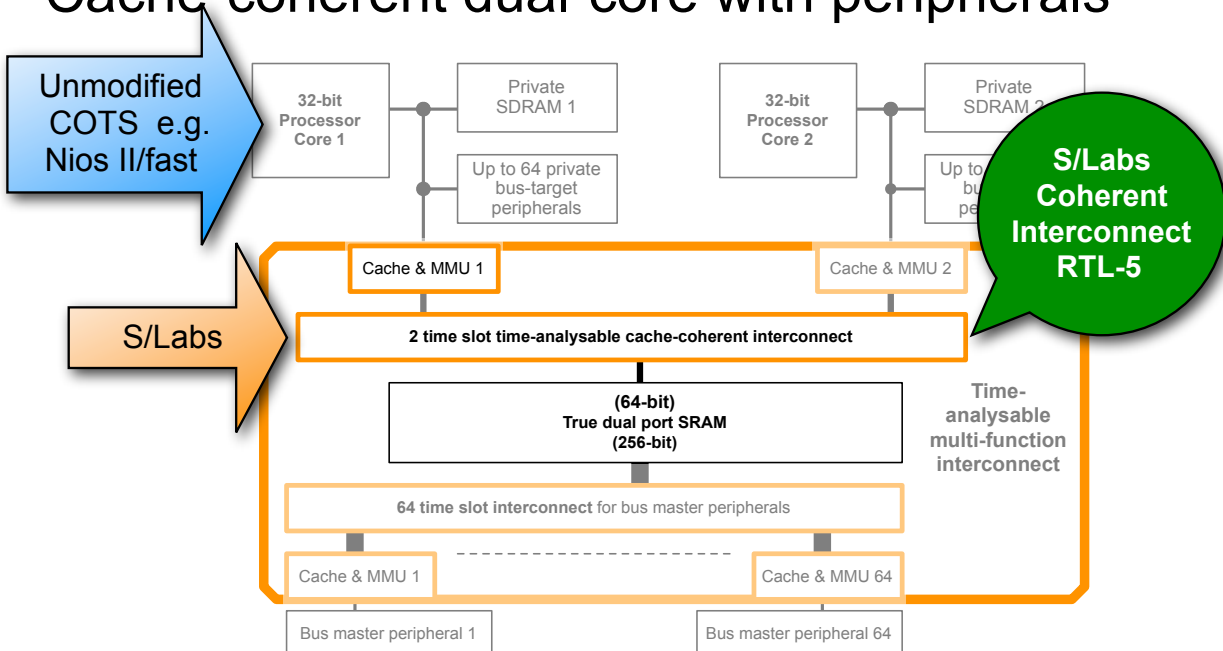 Cache-coherent dual-core with peripherals
Unmodified
COTS e.g.
Nios II/fast
32-bit
Processor
Core 1
Private
SDRAM 1
Up to 64 private
bus-target
peripherals
32-bit
Processor
Core 2
Private
SDRAM
Up to
S/Labs
Coherent
Interconnect
RTL-5
Cache & MMU 1
Cache & MMU 2
S/Labs
2 time slot time-analysable cache-coherent interconnect
(64-bit)
True dual port SRAM
(256-bit)
Time-
analysable
multi-function
interconnect
64 time slot interconnect for bus master peripherals
Cache & MMU 1
Cache & MMU 64
Bus master peripheral 1
Bus master peripheral 64